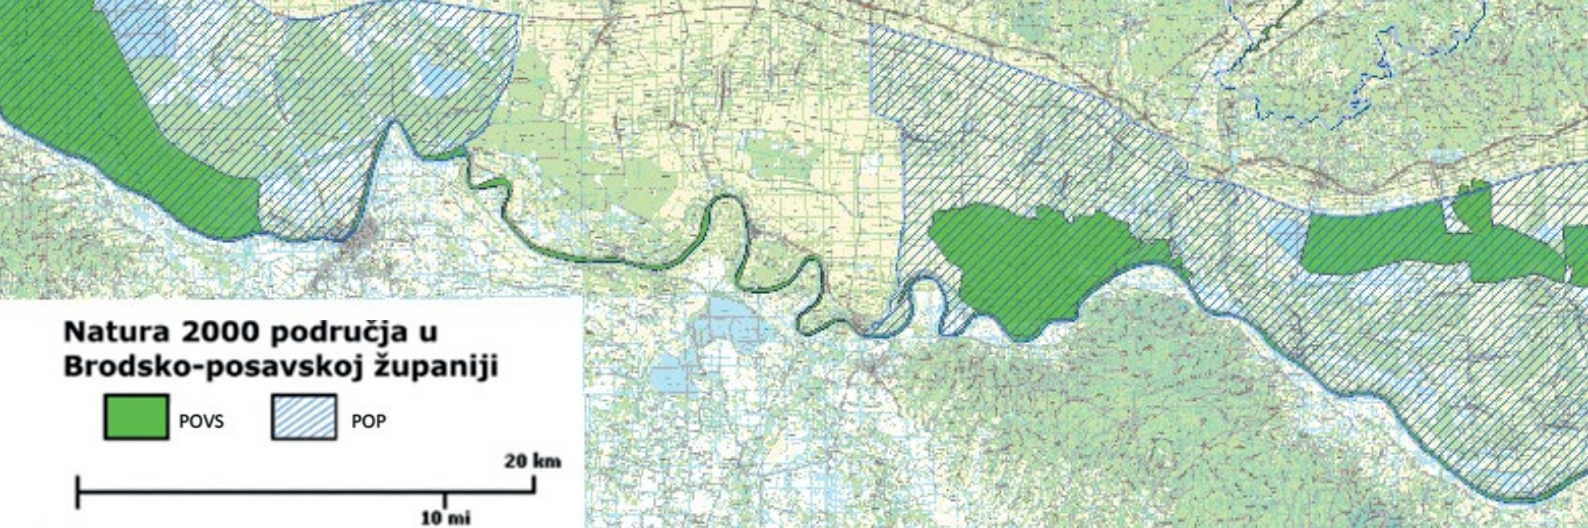 Natura 2000 područja u
Brodsko-posavskoj županiji
POVS POP
20 km
10 mi